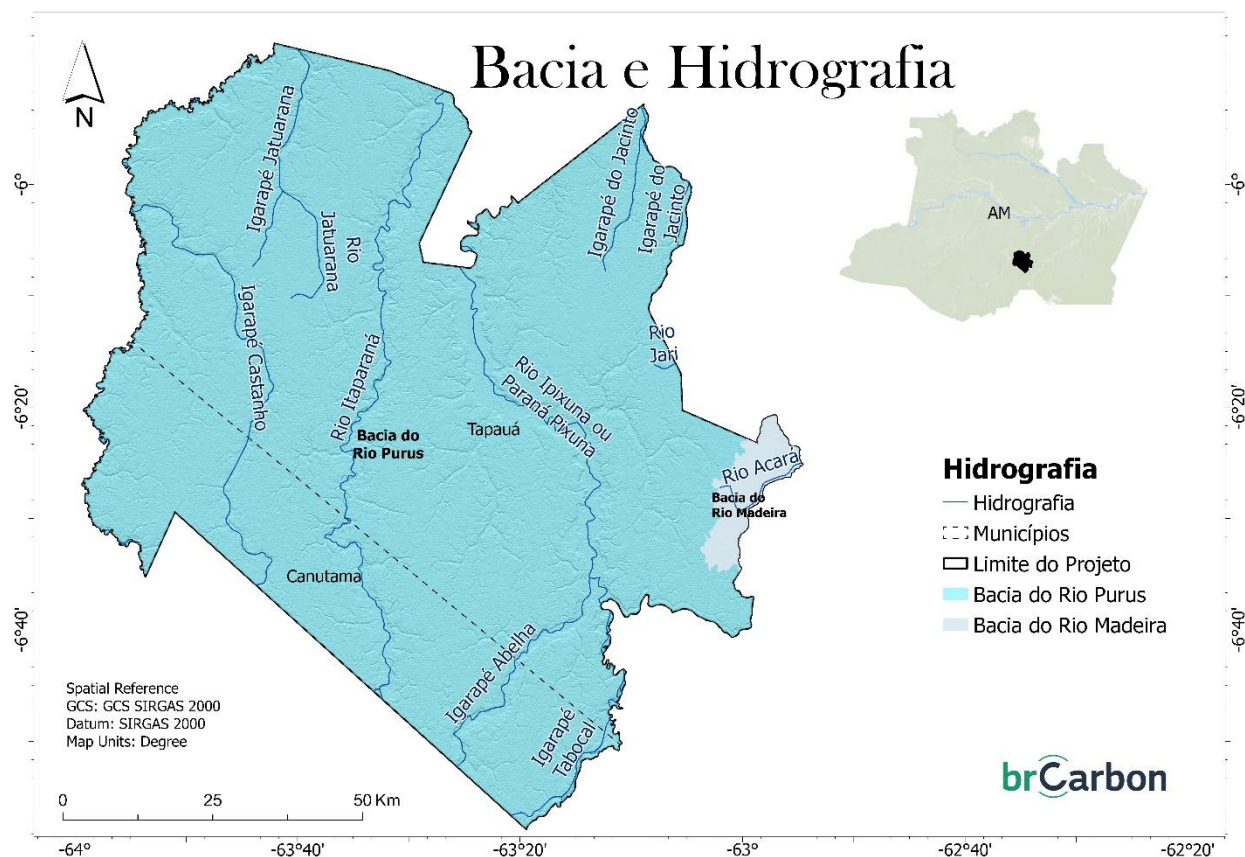 Bacia e Hidrografia
N
-6°
-6°
Igarapé Jatuarana
Igarapé do Jacinto
Igarapé do
Jacinto
AM
Rio
Jatuarana
Igarapé Castanho
Rio Itaparaná
Rio
Jari
Rio Ipixuna ou
Paraná Pixuna
-6°20'
-6°20'
Tapauá
Bacia do
Rio Purus
Rio Acará
Bacia do
Rio Madeira
Hidrografia
Hidrografia
Municípios
Limite do Projeto
Bacia do Rio Purus
Bacia do Rio Madeira
Canutama
-6°40'
-6°40'
Igarapé Abelha
Igarapé
Tabocal
Spatial Reference
GCS: GCS SIRGAS 2000
Datum: SIRGAS 2000
Map Units: Degree
0 25 50 Km
brCarbon
-64° -63°40' -63°20' -63° -62°40' -62°20'